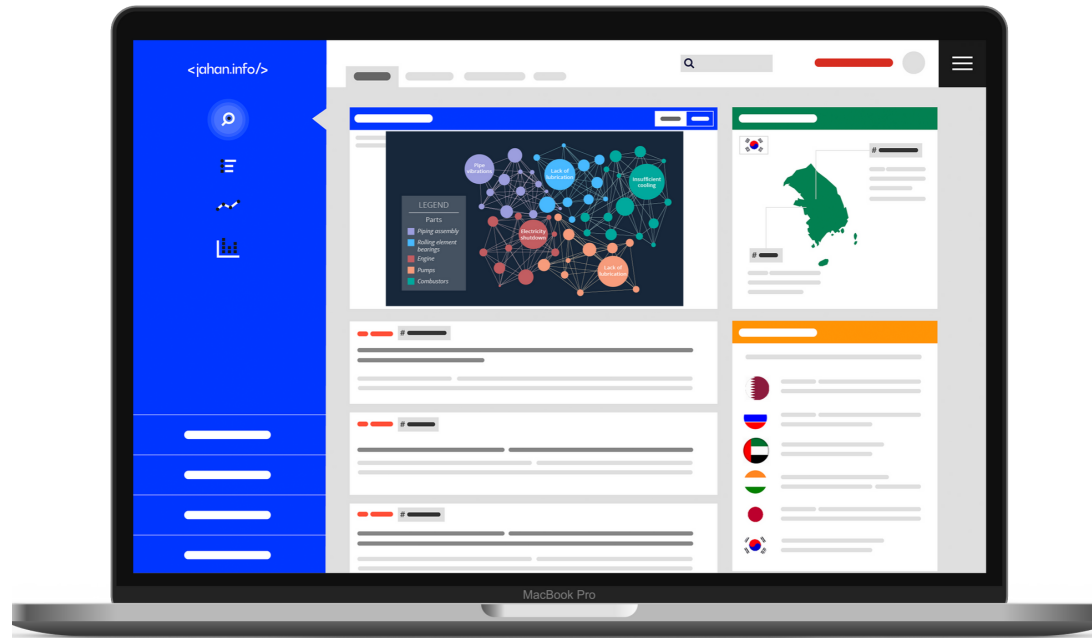 <jahan.info/>
Pipe
vibrations
Lack of
lubrication
Insufficient
cooling
LEGEND
Parts
Piping assembly
Rolling element
bearings
Engine
Pumps
Combustors
Electricity
shutdown
Lack of
lubrication
#
#
#
#
#
MacBook Pro